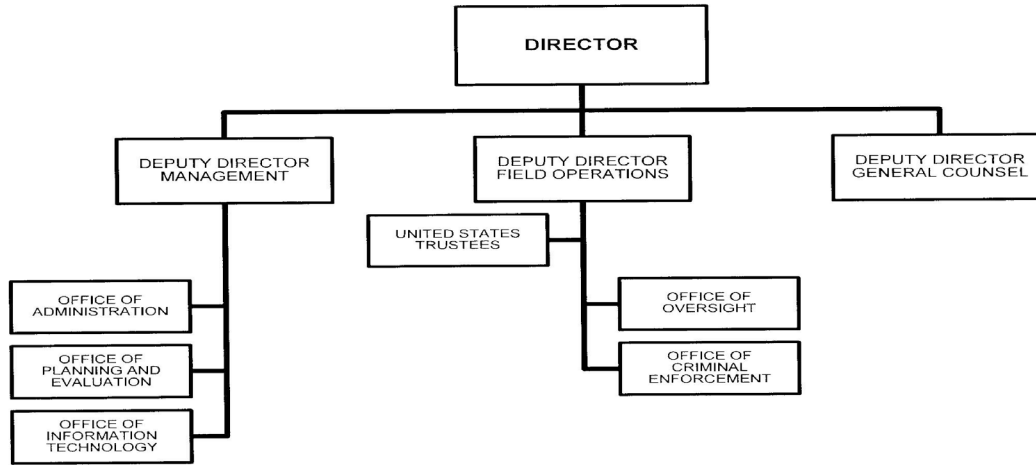 DIRECTOR
DEPUTY DIRECTOR
MANAGEMENT
DEPUTY DIRECTOR
FIELD OPERATIONS
DEPUTY DIRECTOR
GENERAL COUNSEL
UNITED STATES
TRUSTEES
OFFICE OF
ADMINISTRATION
OFFICE OF
PLANNING AND
EVALUATION
OFFICE OF
INFORMATION
TECHNOLOGY
OFFICE OF
OVERSIGHT
OFFICE OF
CRIMINAL
ENFORCEMENT